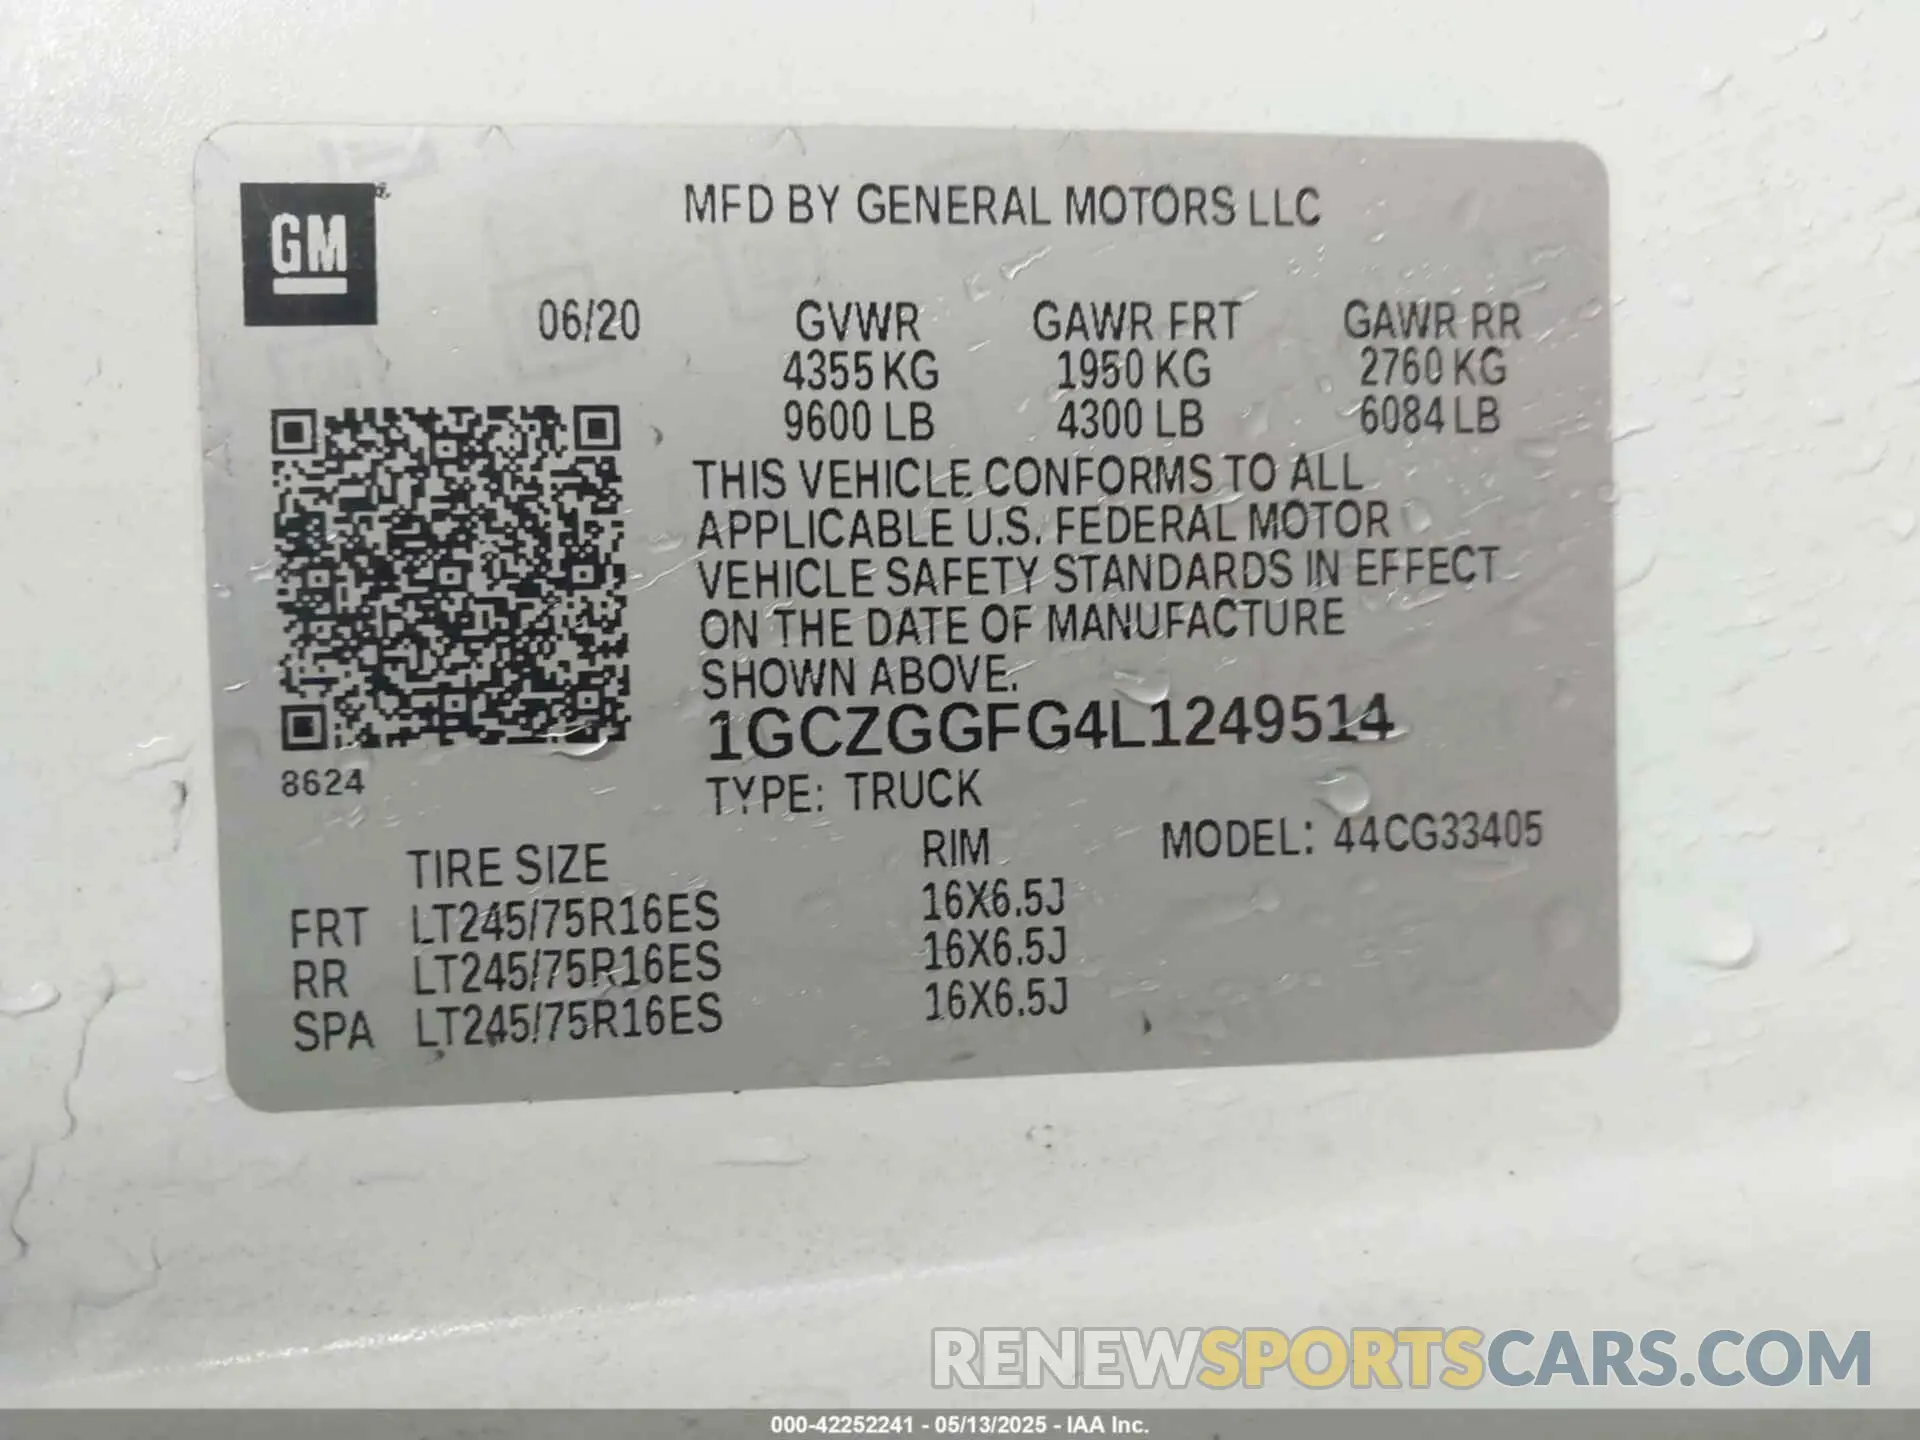 GM
MFD BY GENERAL MOTORS LLC
06/20 GVWR GAWR FRT GAWR RR
4355 KG 1950 KG 2760 KG
9600 LB 4300 LB 6084 LB
THIS VEHICLE CONFORMS TO ALL
APPLICABLE U.S. FEDERAL MOTOR
VEHICLE SAFETY STANDARDS IN EFFECT
ON THE DATE OF MANUFACTURE
SHOWN ABOVE.
1GCZGGFG4L1249514
8624
TYPE: TRUCK
TIRE SIZE RIM MODEL: 44CG33405
FRT LT245/75R16ES 16X6.5J
RR LT245/75R16ES 16X6.5J
SPA LT245/75R16ES 16X6.5J
RENEWSPORTSCARS.COM
000-42252241 - 05/13/2025 - IAA Inc.